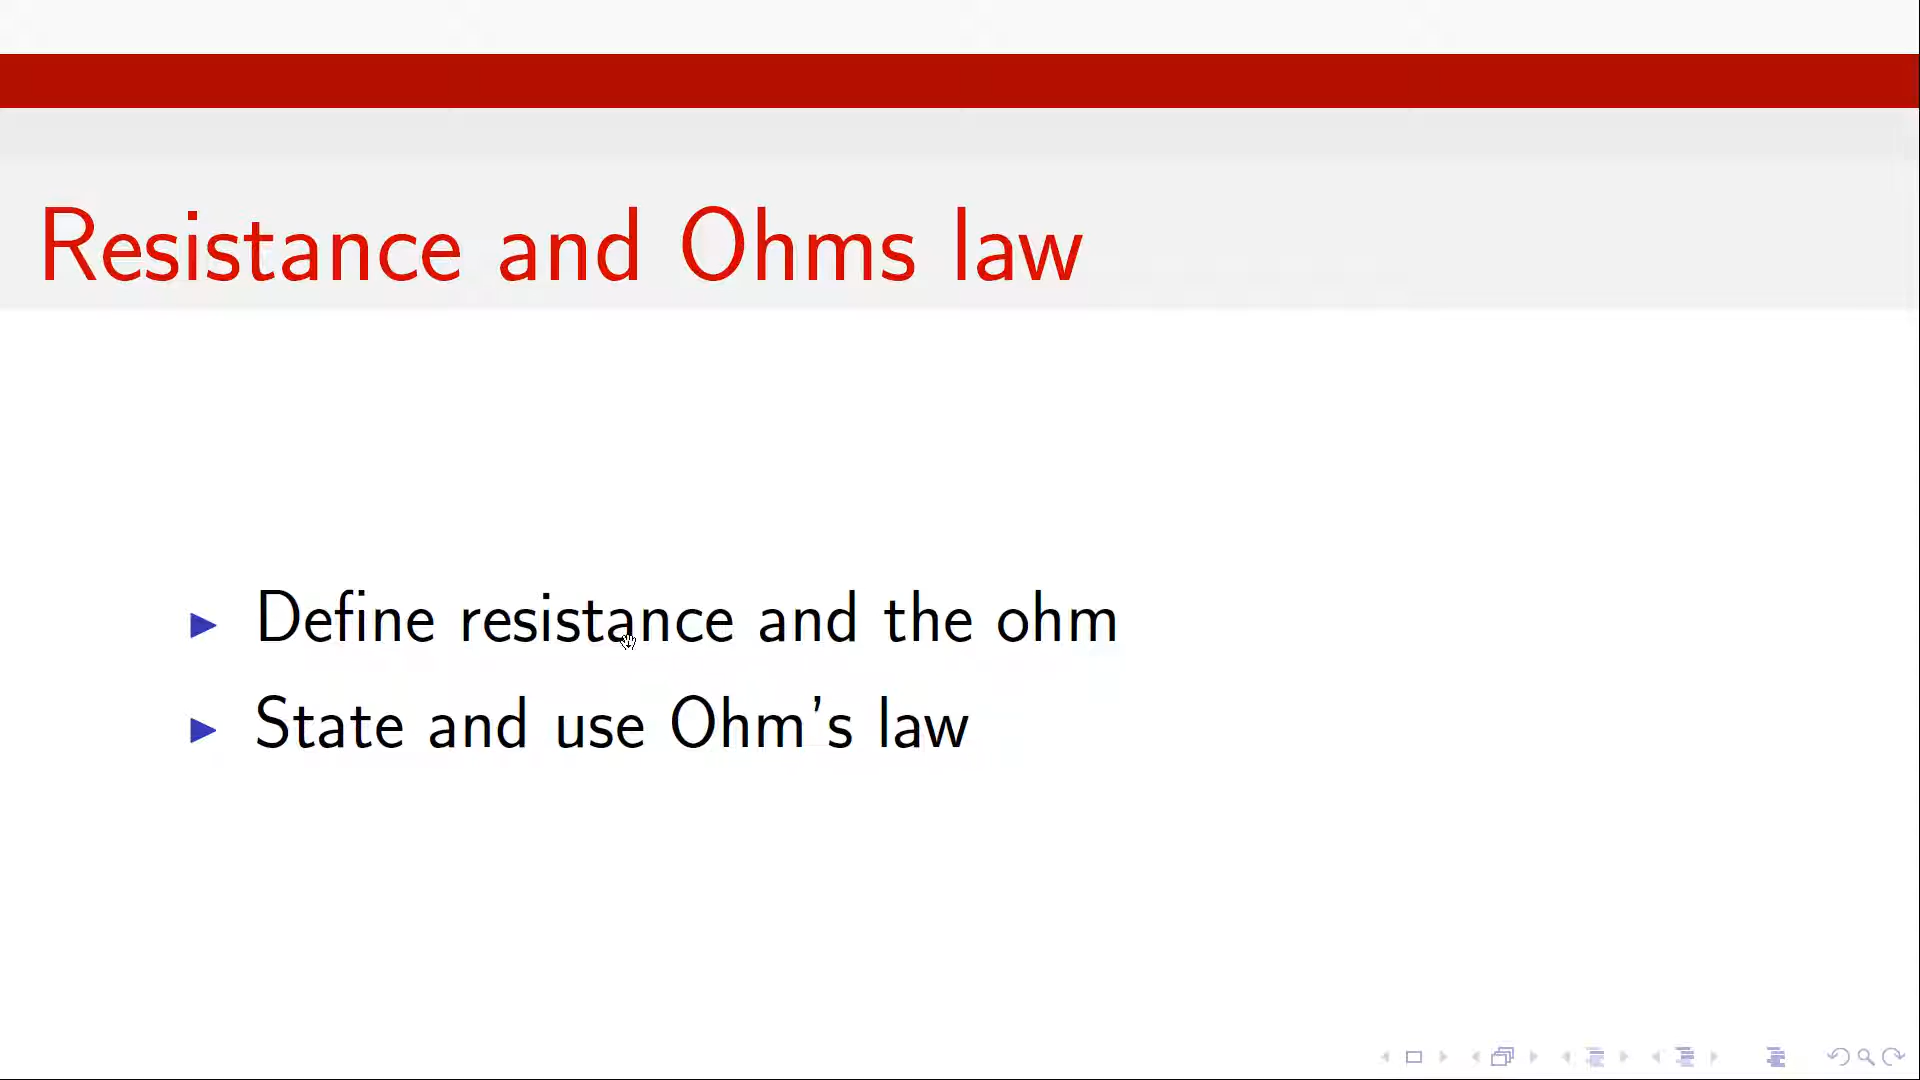 Resistance and Ohms law
Define resistance and the ohm
State and use Ohm's law